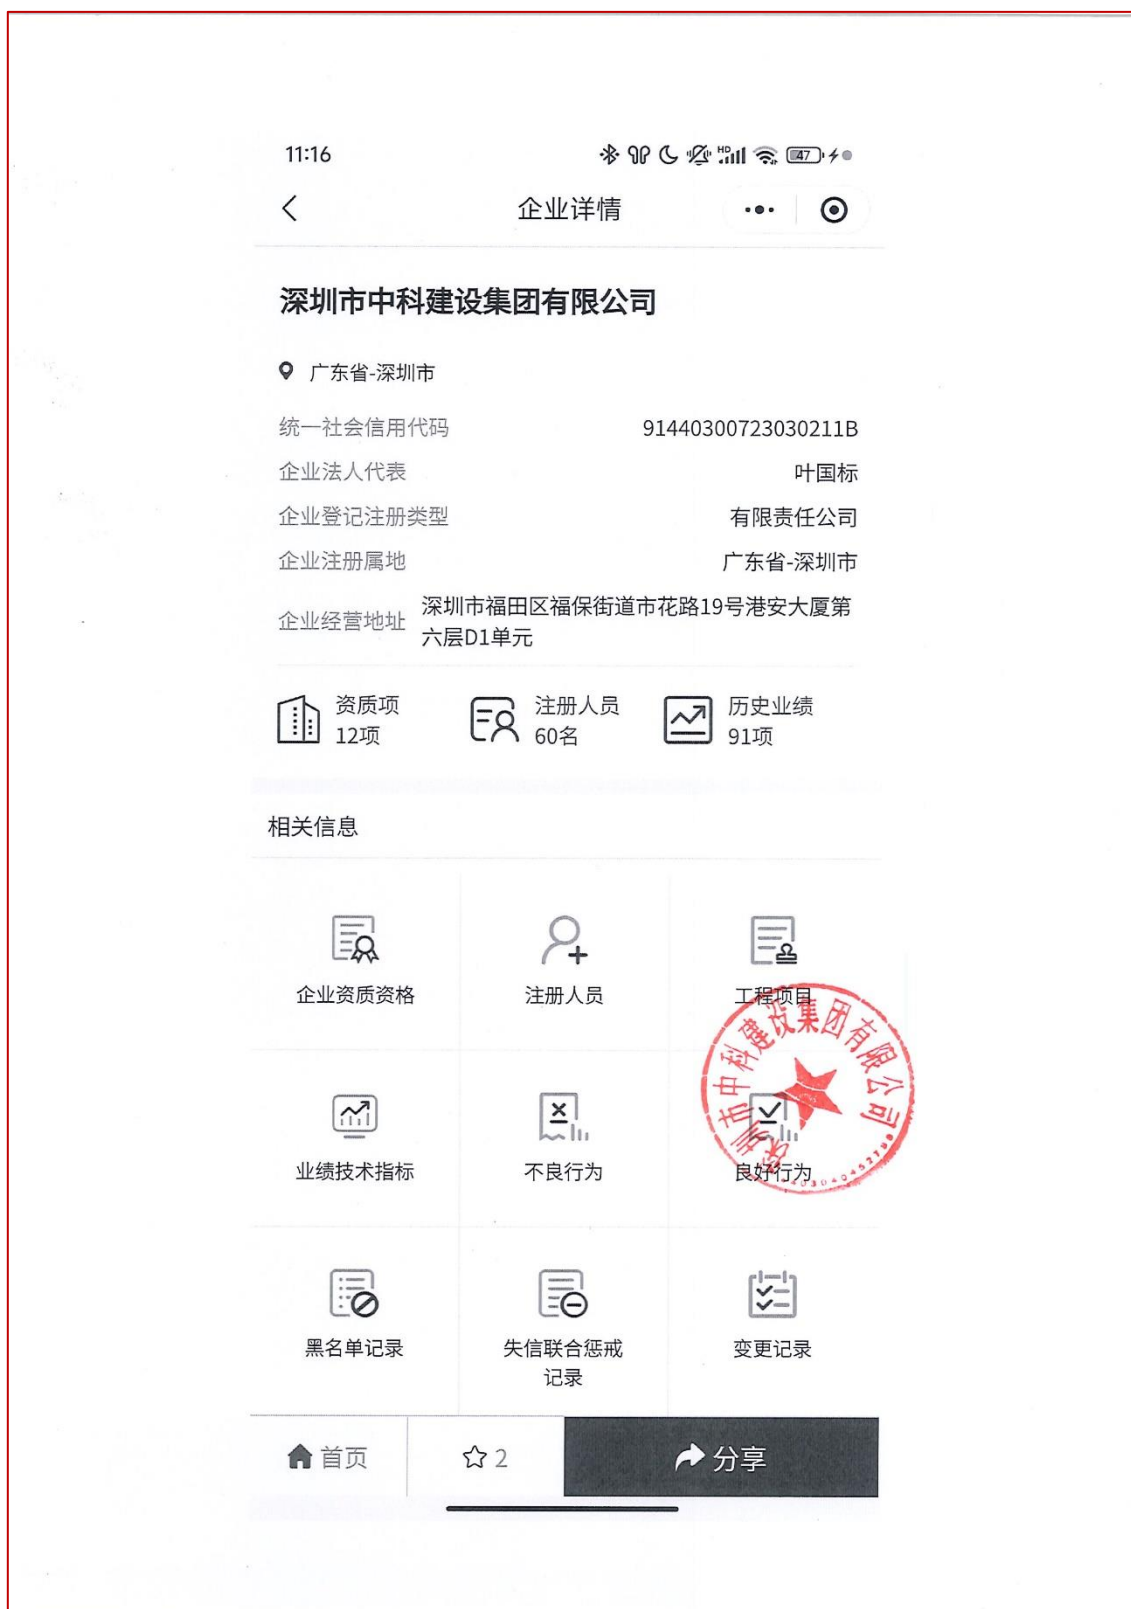 11:16
HD
47
企业详情
深圳市中科建设集团有限公司
广东省-深圳市
统一社会信用代码 91440300723030211B
企业法人代表 叶国标
企业登记注册类型 有限责任公司
企业注册属地 广东省-深圳市
企业经营地址 深圳市福田区福保街道市花路19号港安大厦第
六层D1单元
资质项 注册人员 历史业绩
12项 60名 91项
相关信息
企业资质资格 注册人员 工程项目
深圳市中科建设集团有限公司
业绩技术指标 不良行为 良好行为
黑名单记录 失信联合惩戒 变更记录
记录
首页 2 分享